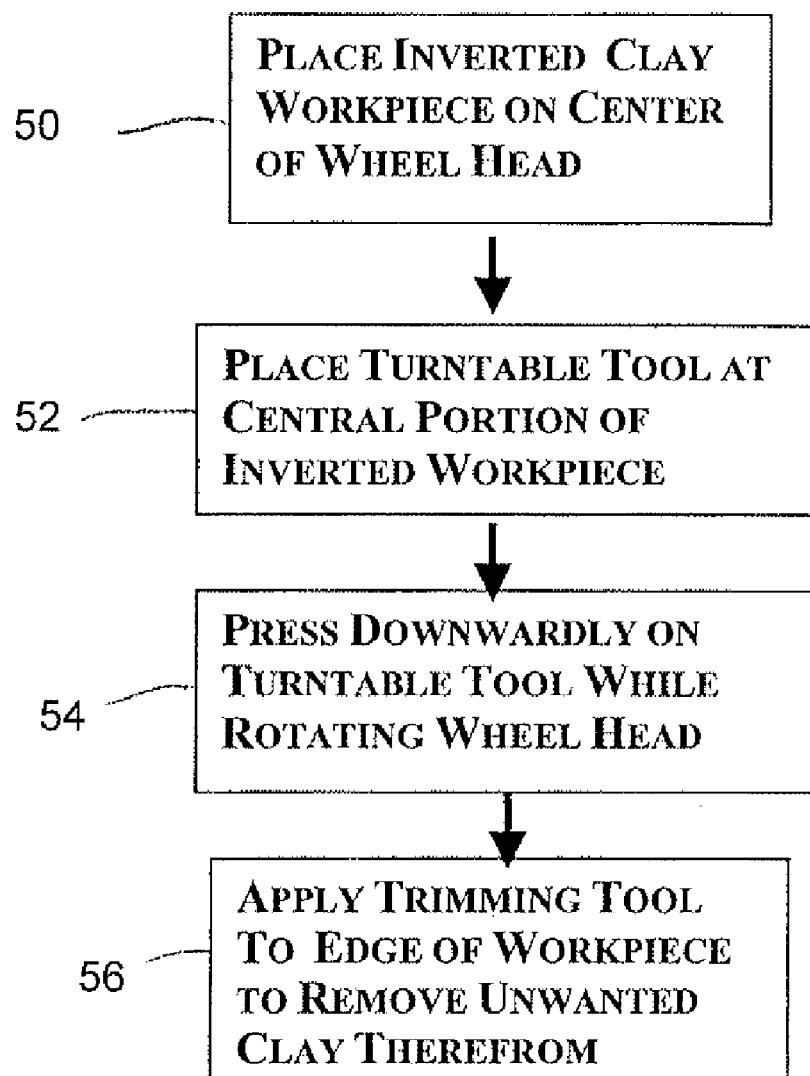 50
PLACE INVERTED CLAY
WORKPIECE ON CENTER
OF WHEEL HEAD
52
PLACE TURNTABLE TOOL AT
CENTRAL PORTION OF
INVERTED WORKPIECE
54
PRESS DOWNWARDLY ON
TURNTABLE TOOL WHILE
ROTATING WHEEL HEAD
56
APPLY TRIMMING TOOL
TO EDGE OF WORKPIECE
TO REMOVE UNWANTED
CLAY THEREFROM